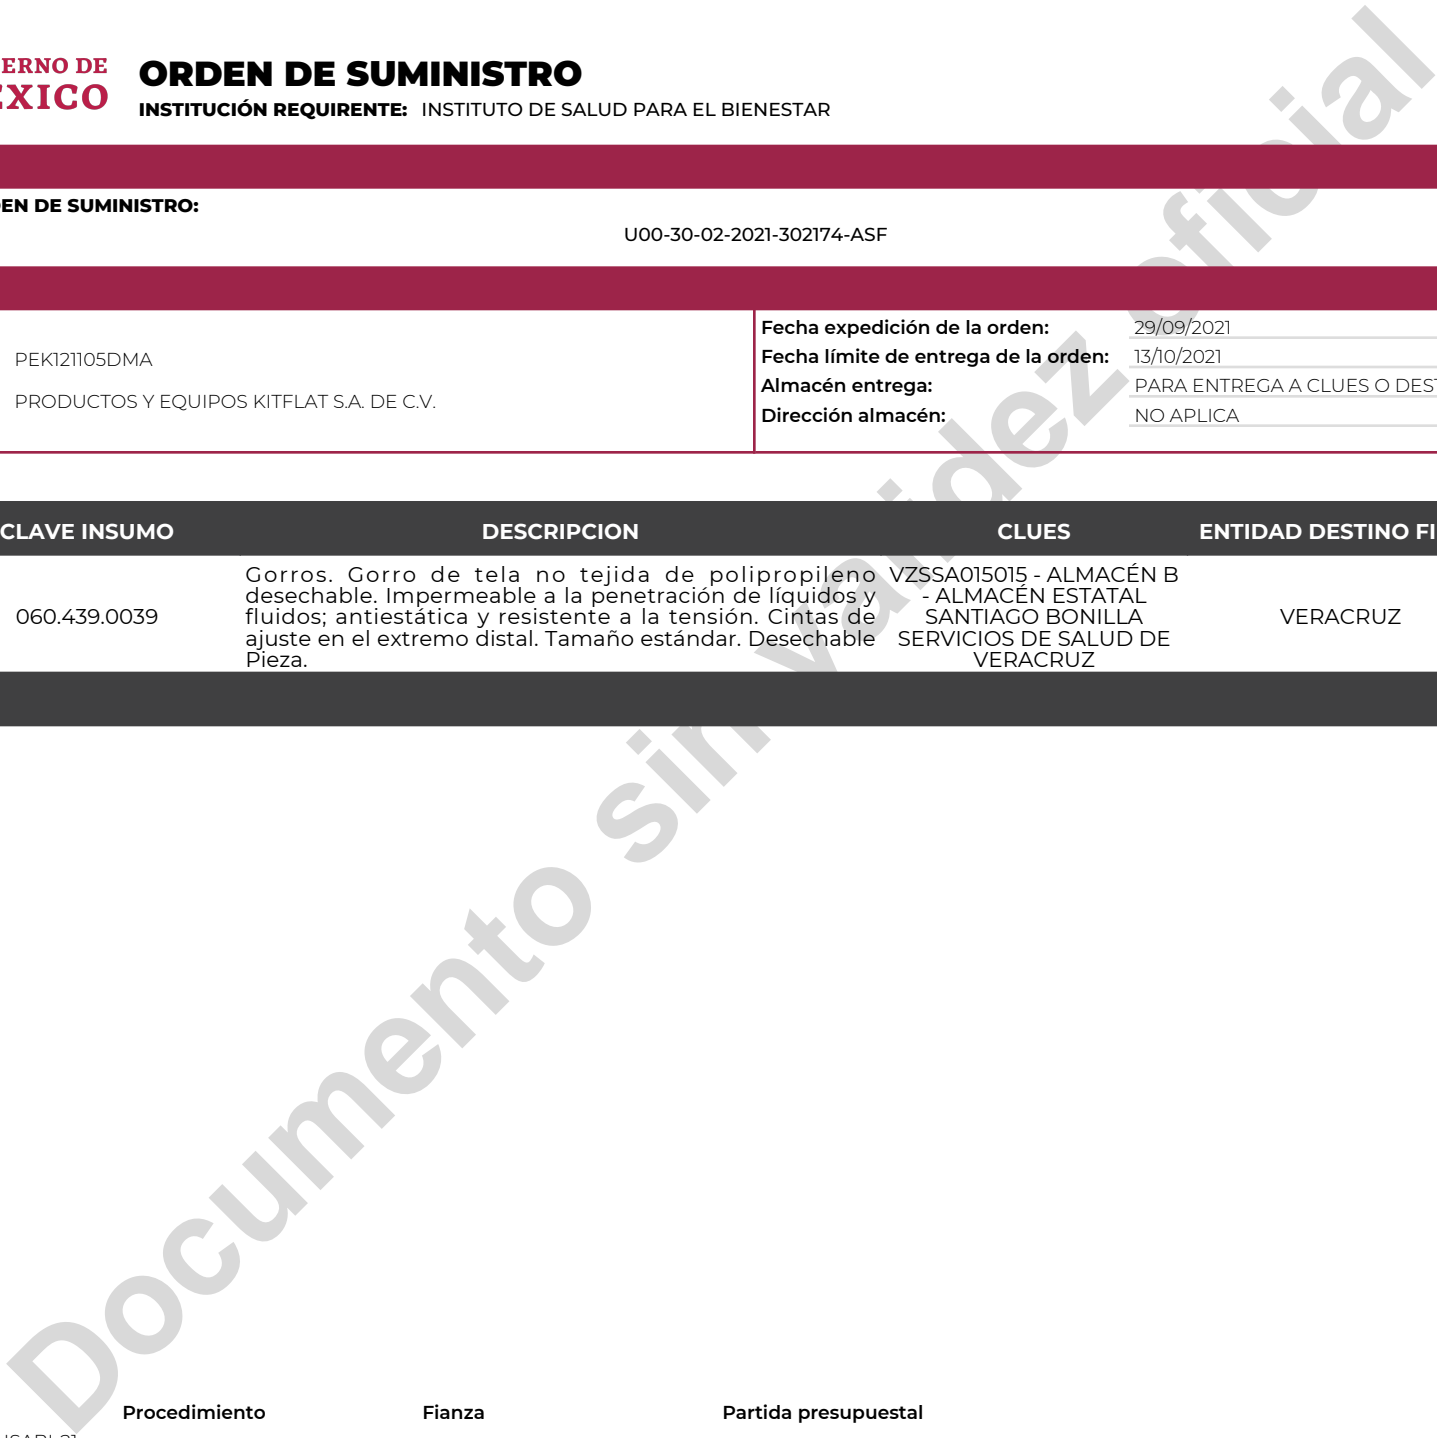 ERNO DE
ÉXICO
ORDEN DE SUMINISTRO
INSTITUCIÓN REQUIRENTE: INSTITUTO DE SALUD PARA EL BIENESTAR
EN DE SUMINISTRO:
U00-30-02-2021-302174-ASF
PEK121105DMA
PRODUCTOS Y EQUIPOS KITFLAT S.A. DE C.V.
Fecha expedición de la orden: 29/09/2021
Fecha límite de entrega de la orden: 13/10/2021
Almacén entrega: PARA ENTREGA A CLUES O DEST
Dirección almacén: NO APLICA
CLAVE INSUMO DESCRIPCION CLUES ENTIDAD DESTINO FI
060.439.0039
Gorros. Gorro de tela no tejida de polipropileno
desechable. Impermeable a la penetración de líquidos y
fluidos; antiestática y resistente a la tensión. Cintas de
ajuste en el extremo distal. Tamaño estándar. Desechable
Pieza.
VZSSA015015 - ALMACÉN B
- ALMACÉN ESTATAL
SANTIAGO BONILLA
SERVICIOS DE SALUD DE
VERACRUZ
VERACRUZ
Documento sin validez oficial
Procedimiento Fianza Partida presupuestal